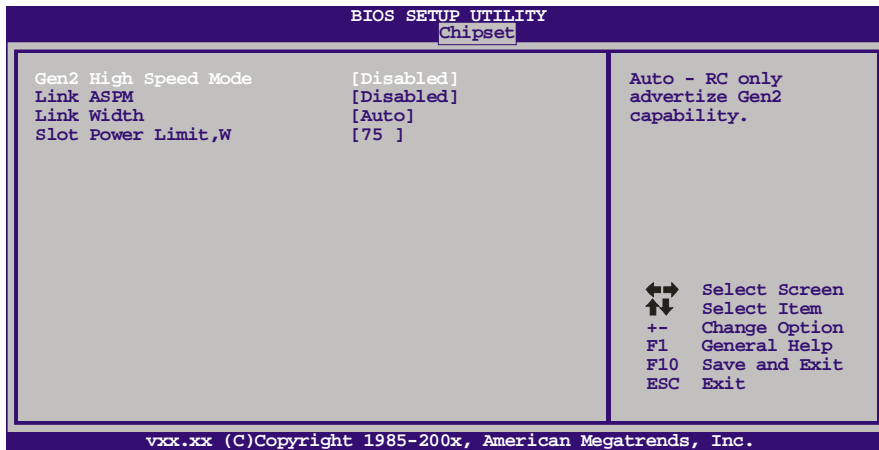 BIOS SETUP UTILITY
Chipset
Gen2 High Speed Mode [Disabled]
Link ASPM [Disabled]
Link Width [Auto]
Slot Power Limit,W [75 ]
Auto - RC only
advertize Gen2
capability.
Select Screen
Select Item
+- Change Option
F1 General Help
F10 Save and Exit
ESC Exit
vxx.xx (C)Copyright 1985-200x, American Megatrends, Inc.